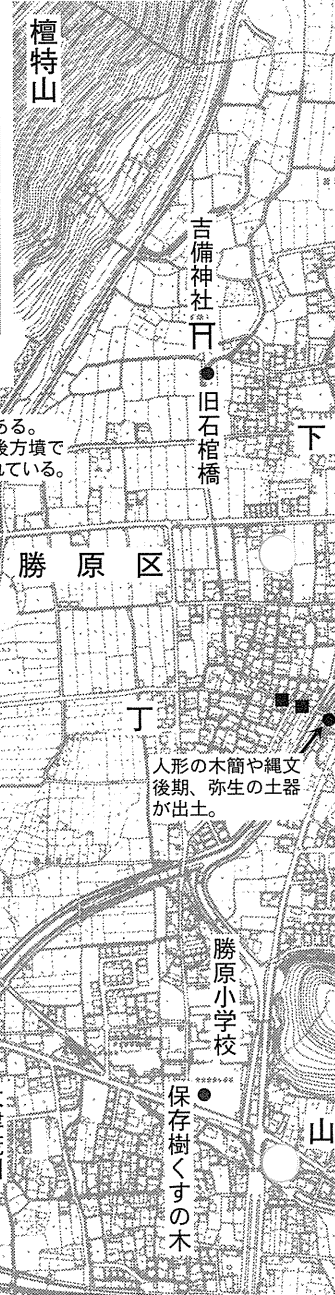 檀特山
吉備神社
旧石棺橋
下
ある。
後方墳で
れている。
勝原区
丁
人形の木簡や縄文
後期、弥生の土器
が出土。
勝原小学校
山
保存樹くすの木